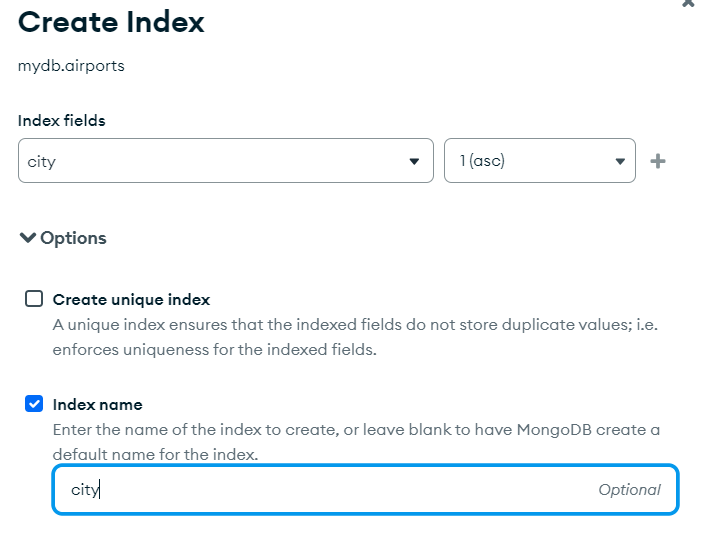 Create Index
mydb.airports
Index fields
city
1 (asc)
Options
Create unique index
A unique index ensures that the indexed fields do not store duplicate values; i.e.
enforces uniqueness for the indexed fields.
Index name
Enter the name of the index to create, or leave blank to have MongoDB create a
default name for the index.
city
Optional